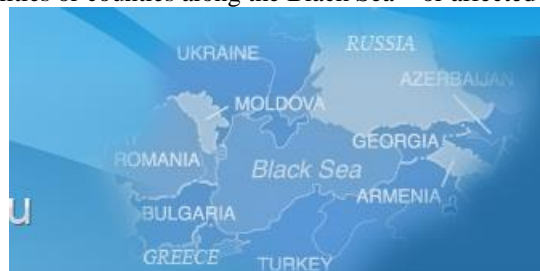 UKRAINE
RUSSIA
AZERBAIJAN
MOLDOVA
GEORGIA
ROMANIA
Black Sea
ARMENIA
BULGARIA
GREECE
TURKEY